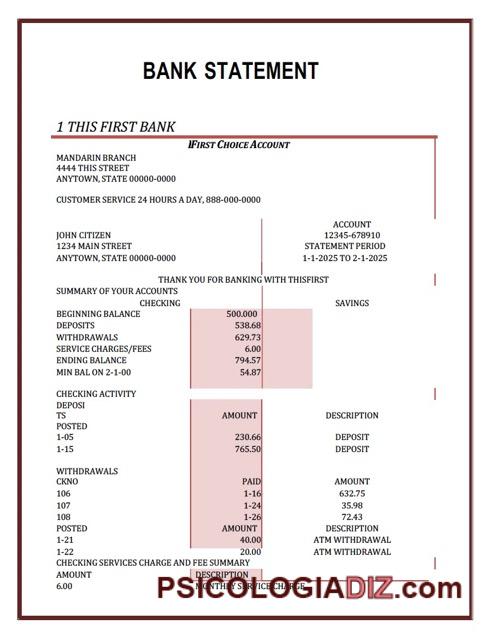 BANK STATEMENT
1 THIS FIRST BANK
FIRST CHOICE ACCOUNT
MANDARIN BRANCH
4444 THIS STREET
ANYTOWN, STATE 00000-0000
CUSTOMER SERVICE 24 HOURS A DAY, 888-000-0000
ACCOUNT
JOHN CITIZEN 12345-678910
1234 MAIN STREET STATEMENT PERIOD
ANYTOWN, STATE 00000-0000 1-1-2025 TO 2-1-2025
THANK YOU FOR BANKING WITH THISFIRST
SUMMARY OF YOUR ACCOUNTS
CHECKING SAVINGS
BEGINNING BALANCE 500.000
DEPOSITS 538.68
WITHDRAWALS 629.73
SERVICE CHARGES/FEES 6.00
ENDING BALANCE 794.57
MIN BAL ON 2-1-00 54.87
CHECKING ACTIVITY
DEPOSI
TS AMOUNT DESCRIPTION
POSTED
1-05 230.66 DEPOSIT
1-15 765.50 DEPOSIT
WITHDRAWALS
CKNO PAID AMOUNT
106 1-16 632.75
107 1-24 35.98
108 1-26 72.43
POSTED AMOUNT DESCRIPTION
1-21 40.00 ATM WITHDRAWAL
1-22 20.00 ATM WITHDRAWAL
CHECKING SERVICES CHARGE AND FEE SUMMARY
AMOUNT DESCRIPTION
6.00 MONTHLY SERVICE CHARGE
PSICOLOGIADIZ.com